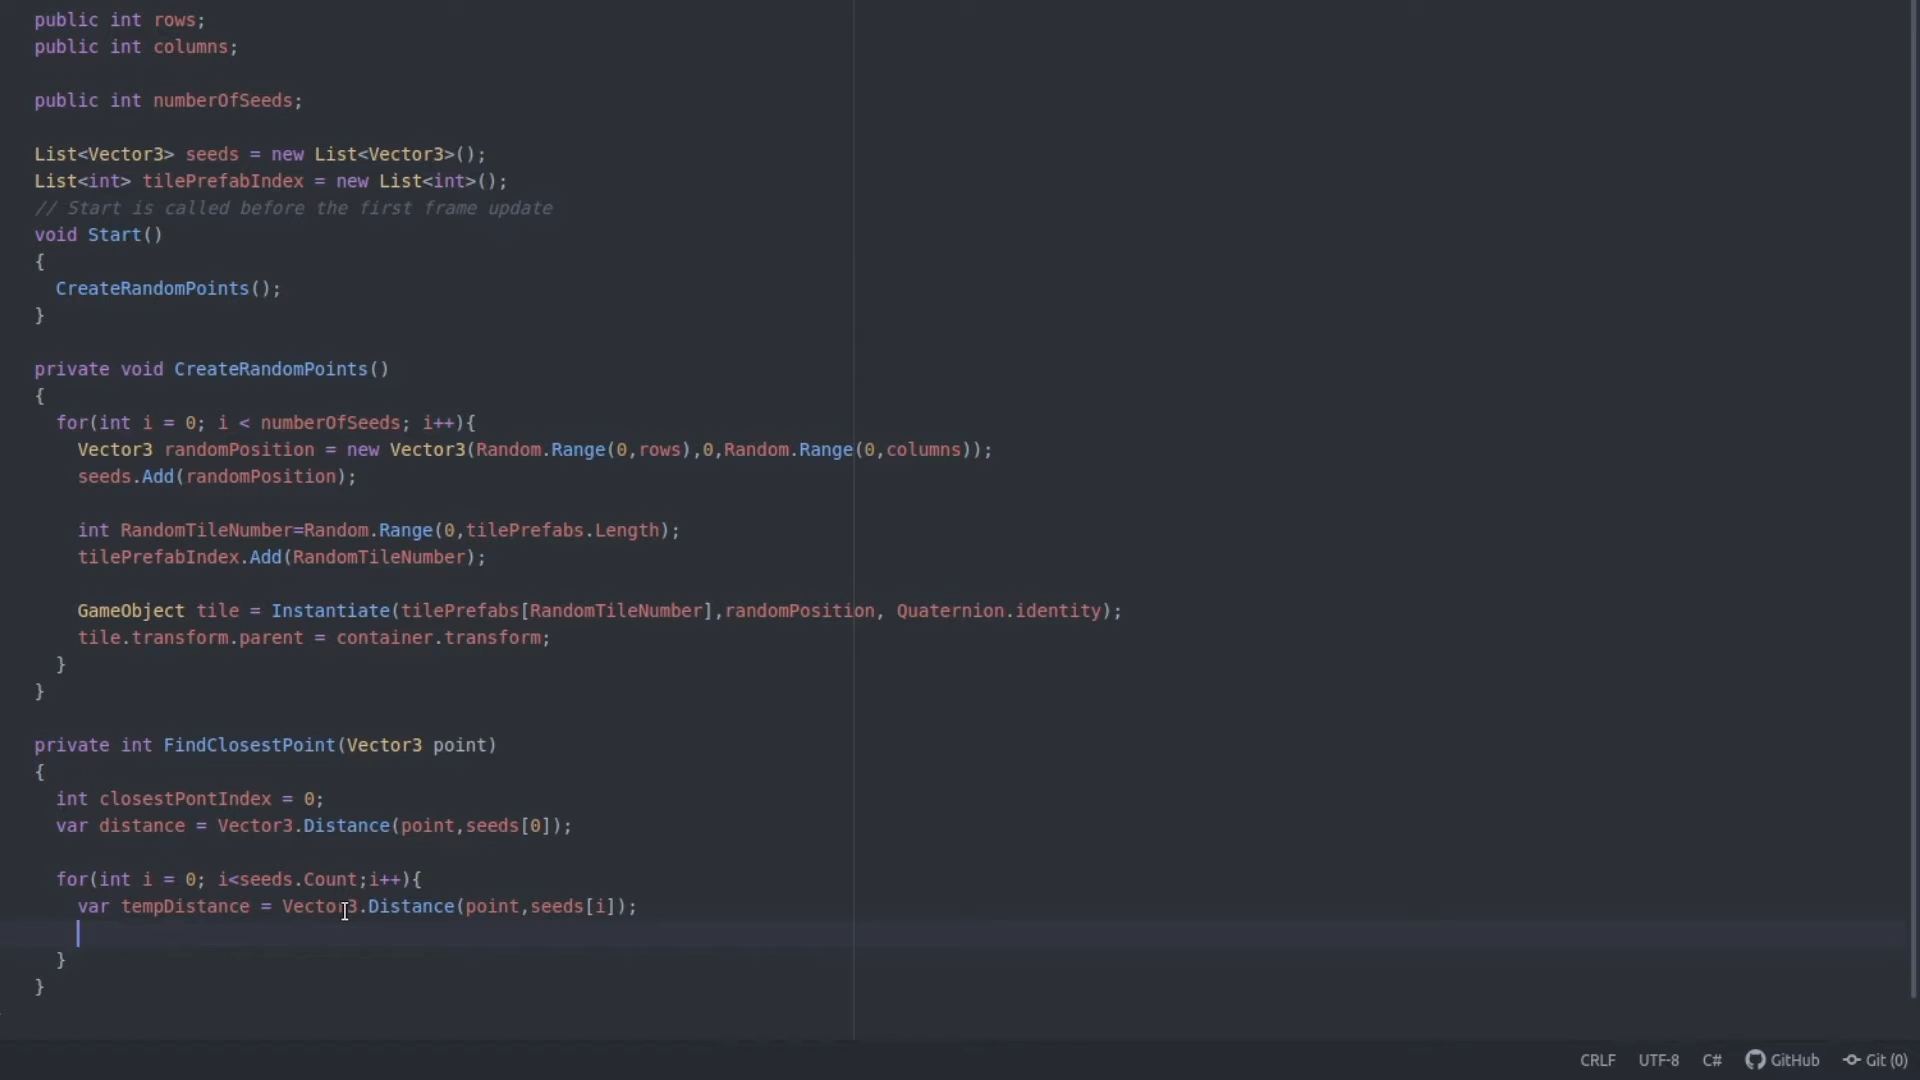 public int rows;
public int columns;
public int numberOfSeeds;
List<Vector3> seeds = new List<Vector3>();
List<int> tilePrefabIndex = new List<int>();
// Start is called before the first frame update
void Start()
{
CreateRandomPoints();
}
private void CreateRandomPoints()
{
for(int i = 0; i < numberOfSeeds; i++){
Vector3 randomPosition = new Vector3(Random.Range(0,rows),0,Random.Range(0,columns));
seeds.Add(randomPosition);
int RandomTileNumber=Random.Range(0,tilePrefabs.Length);
tilePrefabIndex.Add(RandomTileNumber);
GameObject tile = Instantiate(tilePrefabs[RandomTileNumber],randomPosition, Quaternion.identity);
tile.transform.parent = container.transform;
}
}
private int FindClosestPoint(Vector3 point)
{
int closestPontIndex = 0;
var distance = Vector3.Distance(point,seeds[0]);
for(int i = 0; i<seeds.Count;i++){
var tempDistance = Vector3.Distance(point,seeds[i]);
}
}
CRLF UTF-8 C# GitHub Git (0)